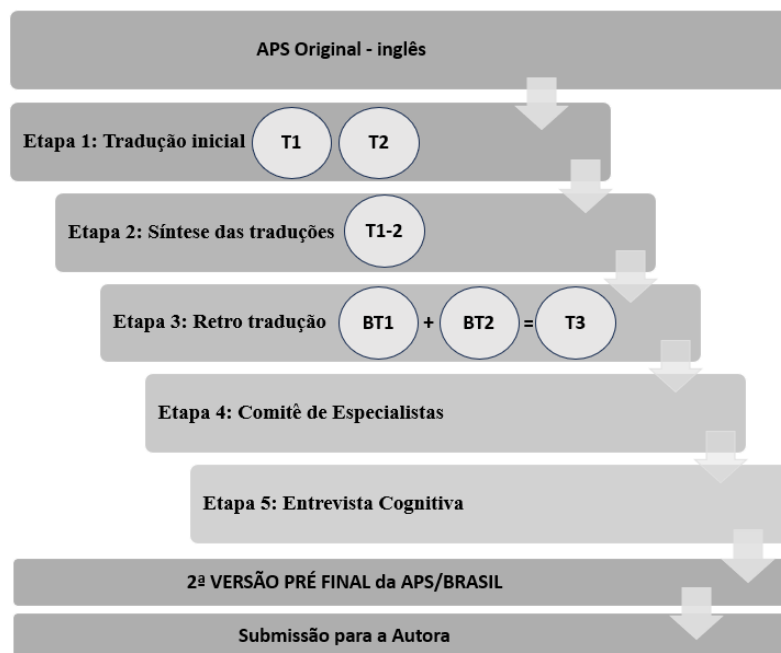 APS Original - inglês
Etapa 1: Tradução inicial T1 T2
Etapa 2: Síntese das traduções T1-2
Etapa 3: Retro tradução BT1 + BT2 = T3
Etapa 4: Comitê de Especialistas
Etapa 5: Entrevista Cognitiva
2ª VERSÃO PRÉ FINAL da APS/BRASIL
Submissão para a Autora